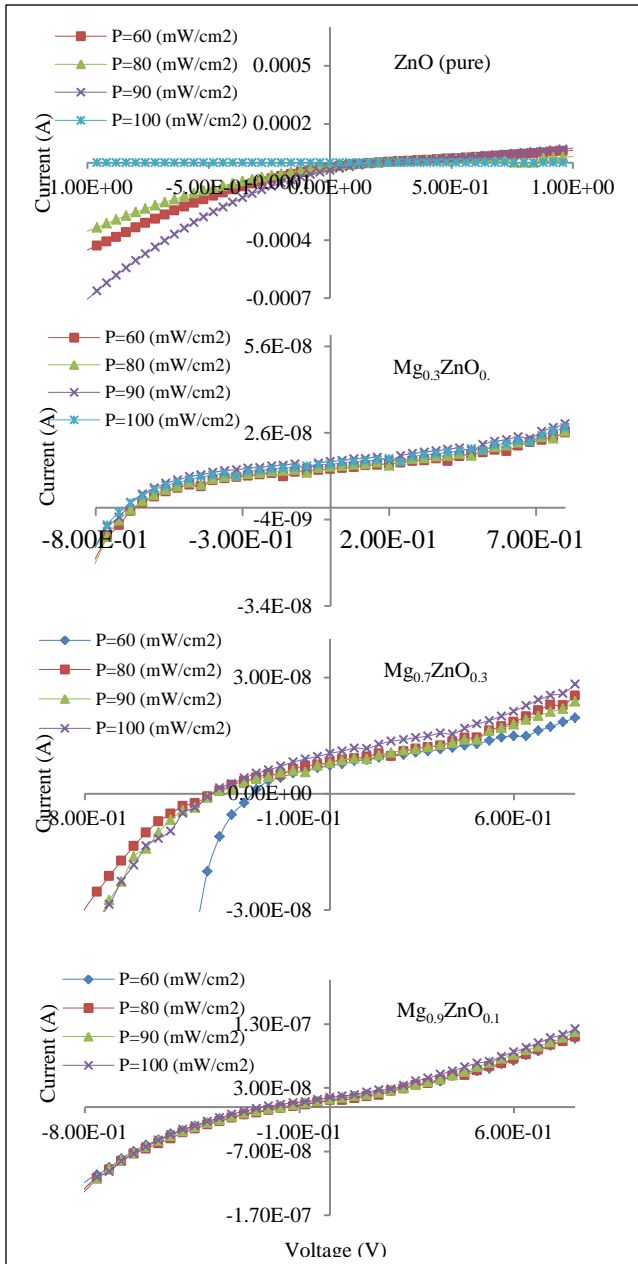 P=60 (mW/cm2)
P=80 (mW/cm2)
P=90 (mW/cm2)
P=100 (mW/cm2)
ZnO (pure)
Current (A)
0.0005
0.0002
-0.0001
-0.0004
-0.0007
-5.00E-01
0.00E+00
5.00E-01
1.00E+00
P=60 (mW/cm2)
P=80 (mW/cm2)
P=90 (mW/cm2)
P=100 (mW/cm2)
Mg0.3ZnO0.
Current (A)
5.6E-08
2.6E-08
-4E-09
-3.4E-08
-8.00E-01
-3.00E-01
2.00E-01
7.00E-01
P=60 (mW/cm2)
P=80 (mW/cm2)
P=90 (mW/cm2)
P=100 (mW/cm2)
Mg0.7ZnO0.3
Current (A)
3.00E-08
0.00E+00
-3.00E-08
8.00E-01
-1.00E-01
6.00E-01
P=60 (mW/cm2)
P=80 (mW/cm2)
P=90 (mW/cm2)
P=100 (mW/cm2)
Mg0.9ZnO0.1
Current (A)
1.30E-07
3.00E-08
-7.00E-08
-1.70E-07
-8.00E-01
-1.00E-01
6.00E-01
Voltage (V)